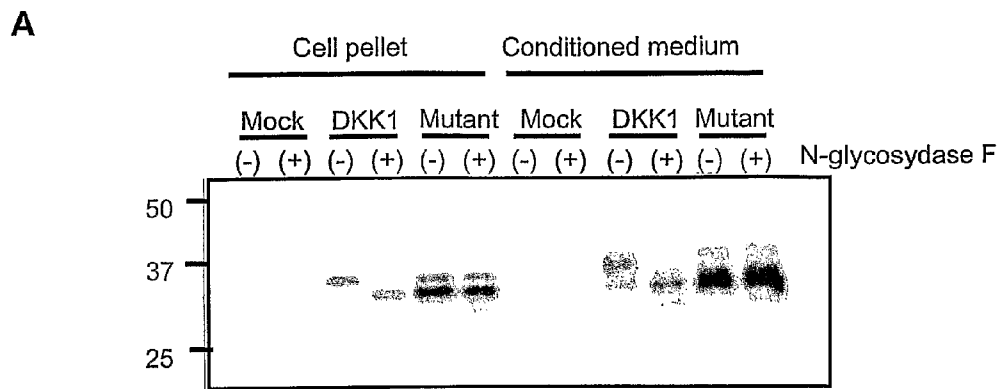 A
Cell pellet Conditioned medium
Mock DKK1 Mutant Mock DKK1 Mutant
(-) (+) (-) (+) (-) (+) (-) (+) (-) (+) (-) (+) N-glycosydase F
50
37
25